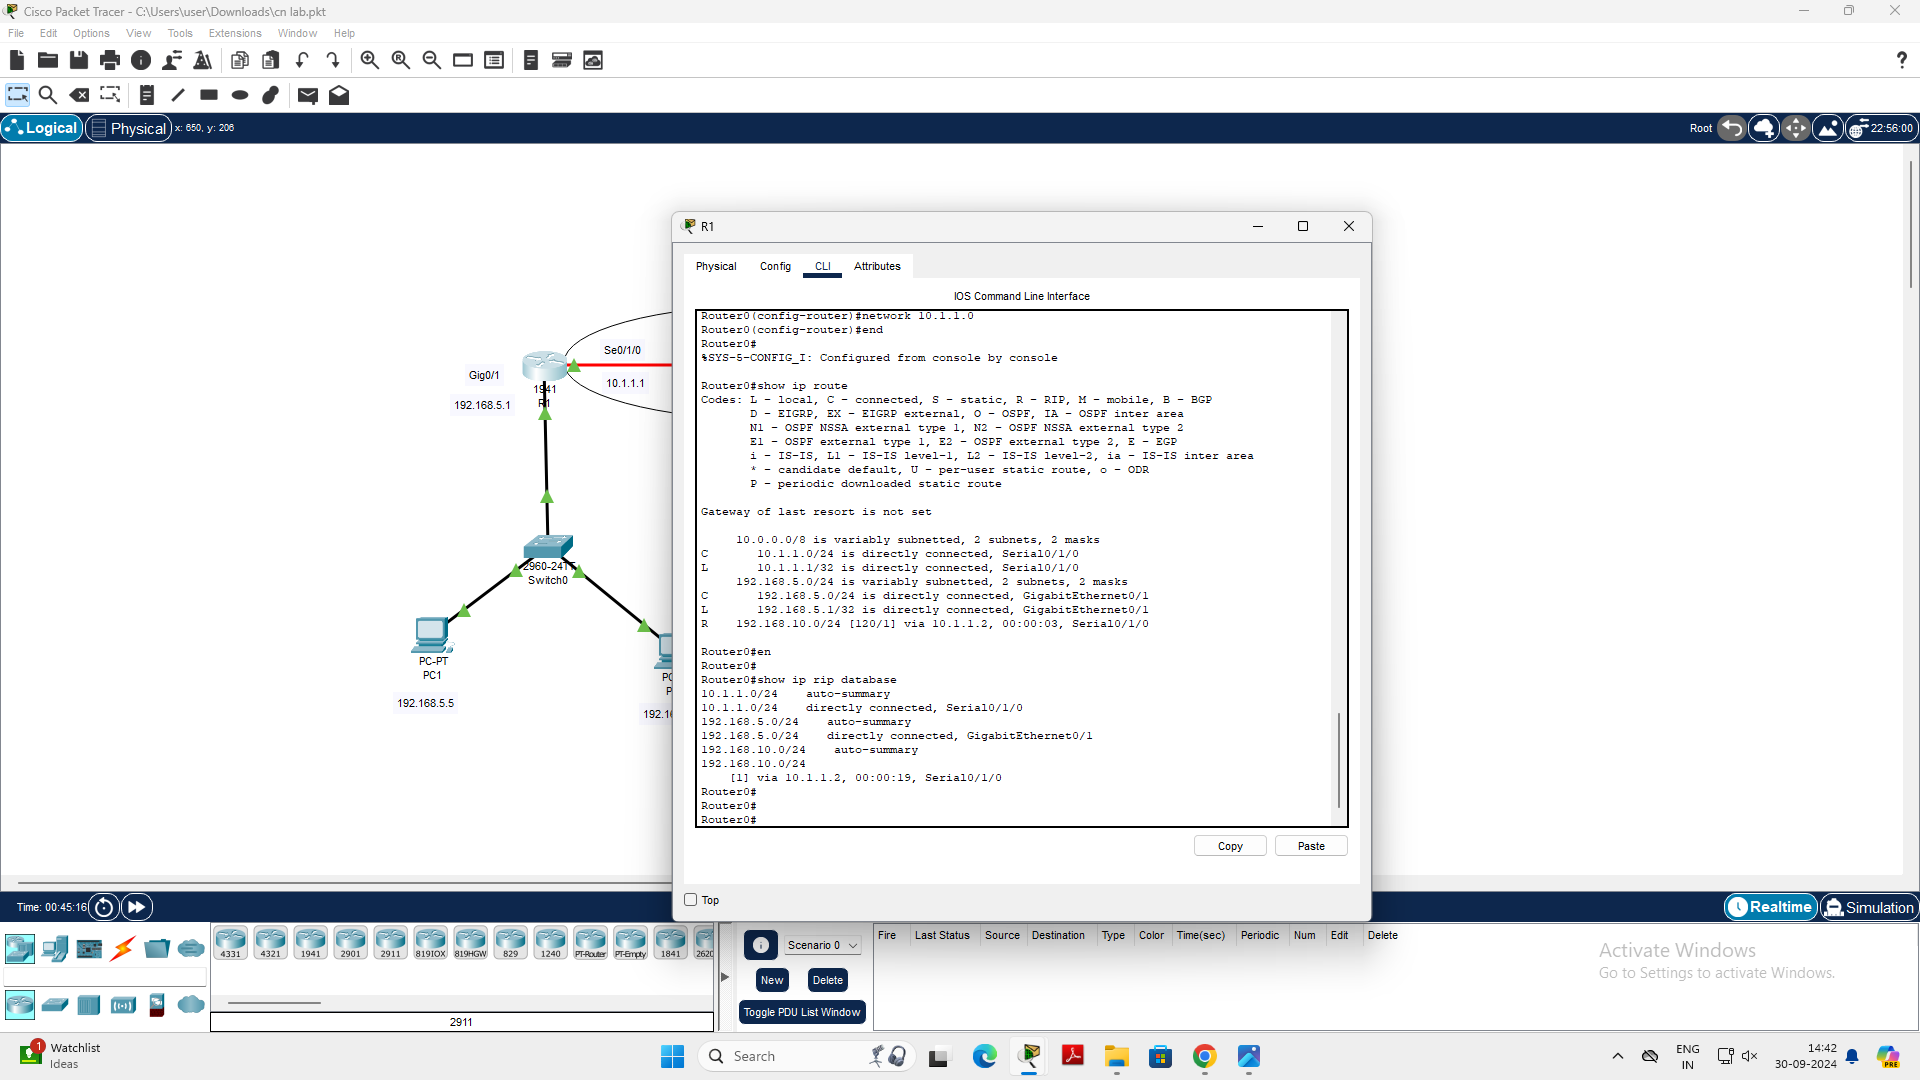 Cisco Packet Tracer - C:\Users\user\Downloads\cn lab.pkt
File Edit Options View Tools Extensions Window Help
Logical Physical x: 650, y: 206 Root 22:56:00
R1
Physical Config CLI Attributes
IOS Command Line Interface
Router0(config-router)#network 10.1.1.0
Router0(config-router)#end
Router0#
%SYS-5-CONFIG_I: Configured from console by console
Router0#show ip route
Codes: L - local, C - connected, S - static, R - RIP, M - mobile, B - BGP
D - EIGRP, EX - EIGRP external, O - OSPF, IA - OSPF inter area
N1 - OSPF NSSA external type 1, N2 - OSPF NSSA external type 2
E1 - OSPF external type 1, E2 - OSPF external type 2, E - EGP
i - IS-IS, L1 - IS-IS level-1, L2 - IS-IS level-2, ia - IS-IS inter area
* - candidate default, U - per-user static route, o - ODR
P - periodic downloaded static route
Gateway of last resort is not set
10.0.0.0/8 is variably subnetted, 2 subnets, 2 masks
C 10.1.1.0/24 is directly connected, Serial0/1/0
L 10.1.1.1/32 is directly connected, Serial0/1/0
192.168.5.0/24 is variably subnetted, 2 subnets, 2 masks
C 192.168.5.0/24 is directly connected, GigabitEthernet0/1
L 192.168.5.1/32 is directly connected, GigabitEthernet0/1
R 192.168.10.0/24 [120/1] via 10.1.1.2, 00:00:03, Serial0/1/0
Router0#en
Router0#
Router0#show ip rip database
10.1.1.0/24 auto-summary
10.1.1.0/24 directly connected, Serial0/1/0
192.168.5.0/24 auto-summary
192.168.5.0/24 directly connected, GigabitEthernet0/1
192.168.10.0/24 auto-summary
192.168.10.0/24
[1] via 10.1.1.2, 00:00:19, Serial0/1/0
Router0#
Router0#
Router0#
Copy Paste
Top
Se0/1/0
Gig0/1
10.1.1.1
1941
R1
192.168.5.1
2960-24TT
Switch0
PC-PT
PC1
192.168.5.5
PC
P
192.16
Time: 00:45:16
Realtime Simulation
4331 4321 1941 2901 2911 819IOX 819HGW 829 1240 PT-Router PT-Empty 1841 2620
2911
Scenario 0
New Delete
Toggle PDU List Window
Fire Last Status Source Destination Type Color Time(sec) Periodic Num Edit Delete
Activate Windows
Go to Settings to activate Windows.
1
Watchlist
Ideas
Search
ENG
IN
14:42
30-09-2024
PRE